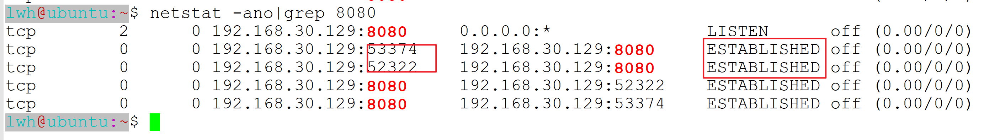 lwh@ubuntu:~$ netstat -ano|grep 8080
tcp        2      0 192.168.30.129:8080     0.0.0.0:*               LISTEN      off (0.00/0/0)
tcp        0      0 192.168.30.129:53374    192.168.30.129:8080     ESTABLISHED off (0.00/0/0)
tcp        0      0 192.168.30.129:52322    192.168.30.129:8080     ESTABLISHED off (0.00/0/0)
tcp        0      0 192.168.30.129:8080     192.168.30.129:52322    ESTABLISHED off (0.00/0/0)
tcp        0      0 192.168.30.129:8080     192.168.30.129:53374    ESTABLISHED off (0.00/0/0)
lwh@ubuntu:~$